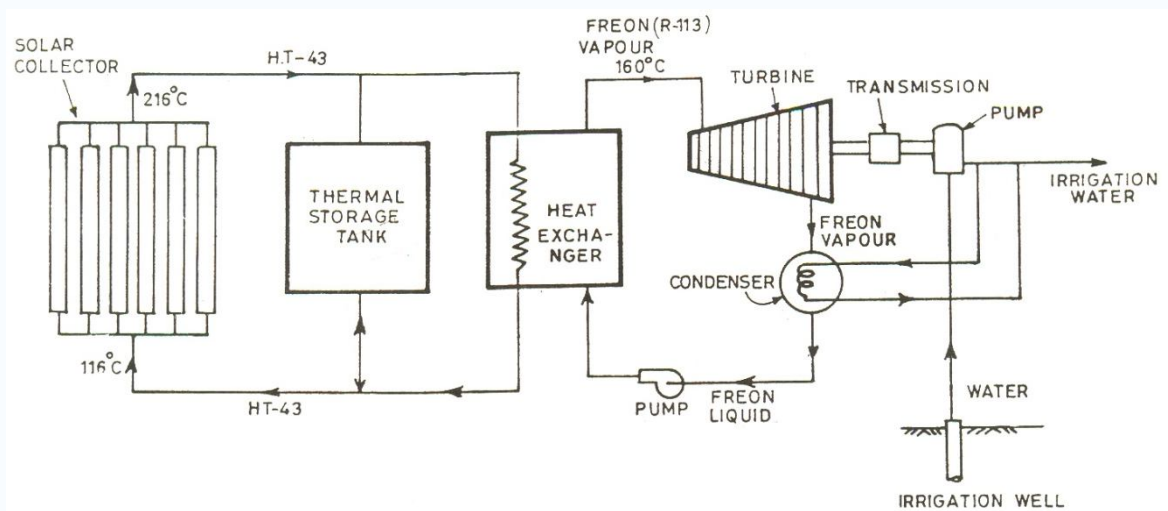 SOLAR
COLLECTOR
H.T-43
216°C
FREON (R-113)
VAPOUR
160°C
TURBINE
TRANSMISSION
PUMP
THERMAL
STORAGE
TANK
HEAT
EXCHA-
NGER
IRRIGATION
WATER
FREON
VAPOUR
CONDENSER
116°C
HT-43
PUMP
FREON
LIQUID
WATER
IRRIGATION WELL